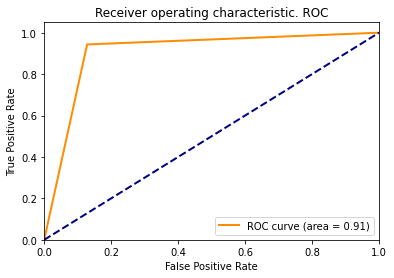 Receiver operating characteristic. ROC
True Positive Rate
1.0
0.8
0.6
0.4
0.2
0.0
ROC curve (area = 0.91)
0.0 0.2 0.4 0.6 0.8 1.0
False Positive Rate